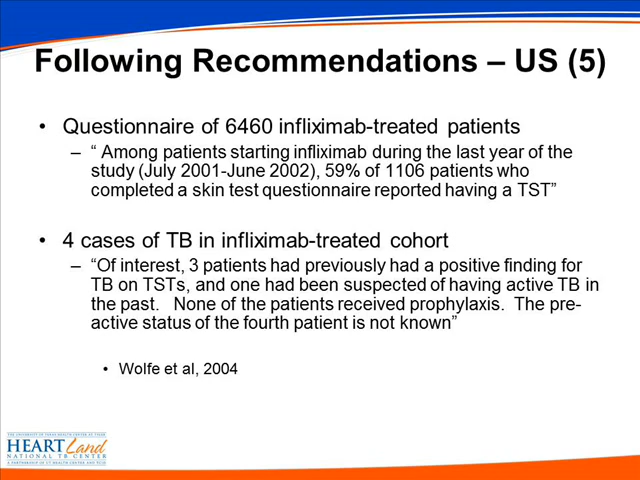 Following Recommendations – US (5)
• Questionnaire of 6460 infliximab-treated patients
– “ Among patients starting infliximab during the last year of the
study (July 2001-June 2002), 59% of 1106 patients who
completed a skin test questionnaire reported having a TST”
• 4 cases of TB in infliximab-treated cohort
– “Of interest, 3 patients had previously had a positive finding for
TB on TSTs, and one had been suspected of having active TB in
the past.   None of the patients received prophylaxis.  The pre-
active status of the fourth patient is not known”
• Wolfe et al, 2004
HEARTLand
NATIONAL TB CENTER